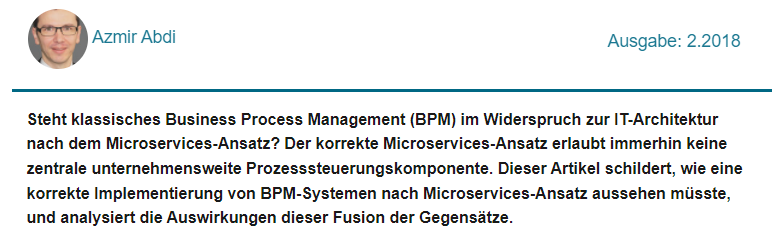 Azmir Abdi
Ausgabe: 2.2018
Steht klassisches Business Process Management (BPM) im Widerspruch zur IT-Architektur
nach dem Microservices-Ansatz? Der korrekte Microservices-Ansatz erlaubt immerhin keine
zentrale unternehmensweite Prozesssteuerungskomponente. Dieser Artikel schildert, wie eine
korrekte Implementierung von BPM-Systemen nach Microservices-Ansatz aussehen müsste,
und analysiert die Auswirkungen dieser Fusion der Gegensätze.